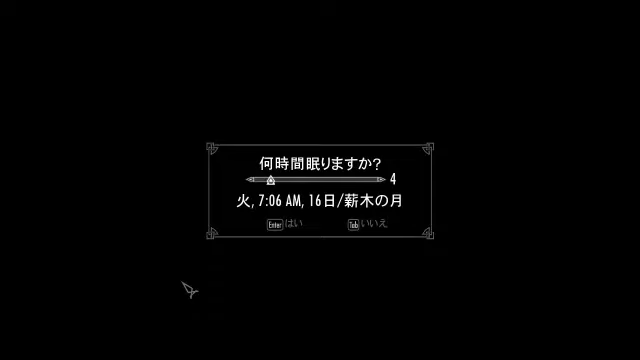 何時間眠りますか?
4
火, 7:06 AM, 16日/薪木の月
Enter はい Tab いいえ